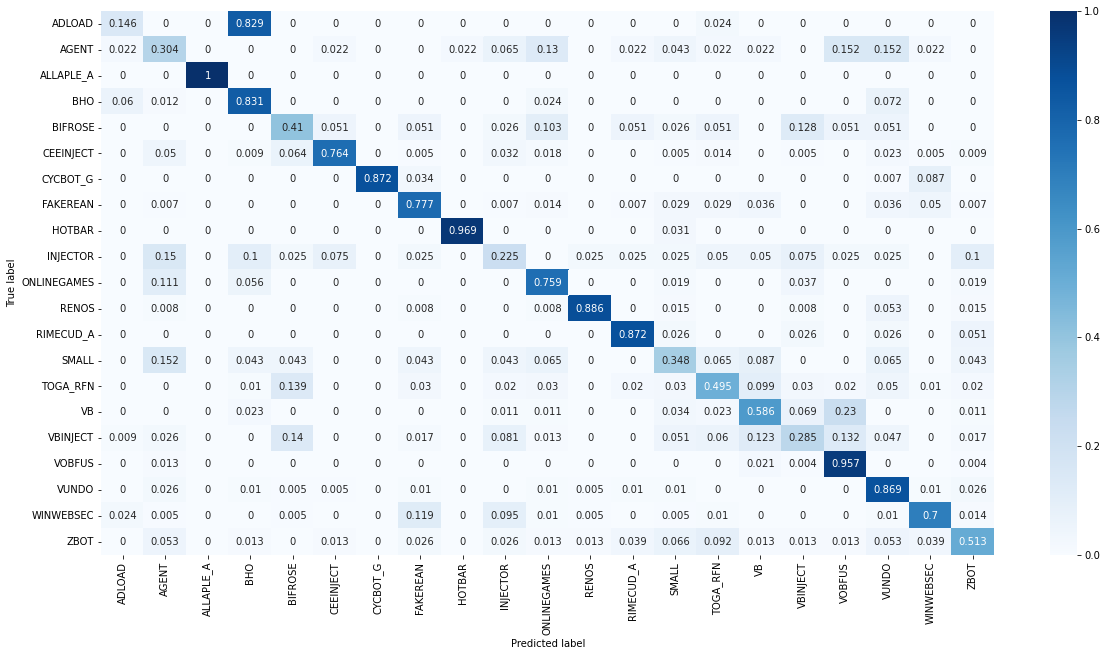 ADLOAD 0.146 0 0 0.829 0 0 0 0 0 0 0 0 0 0 0.024 0 0 0 0 0 0
AGENT 0.022 0.304 0 0 0 0.022 0 0 0.022 0.065 0.13 0 0.022 0.043 0.022 0.022 0 0.152 0.152 0.022 0
ALLAPLE_A 0 0 1 0 0 0 0 0 0 0 0 0 0 0 0 0 0 0 0 0 0
BHO 0.06 0.012 0 0.831 0 0 0 0 0 0 0.024 0 0 0 0 0 0 0 0.072 0 0
BIFROSE 0 0 0 0 0.41 0.051 0 0.051 0 0.026 0.103 0 0.051 0.026 0.051 0 0.128 0.051 0.051 0 0
CEEINJECT 0 0.05 0 0.009 0.064 0.764 0 0.005 0 0.032 0.018 0 0 0.005 0.014 0 0.005 0 0.023 0.005 0.009
CYCBOT_G 0 0 0 0 0 0 0.872 0.034 0 0 0 0 0 0 0 0 0 0 0.007 0.087 0
FAKEREAN 0 0.007 0 0 0 0 0 0.777 0 0.007 0.014 0 0.007 0.029 0.029 0.036 0 0 0.036 0.05 0.007
HOTBAR 0 0 0 0 0 0 0 0 0.969 0 0 0 0 0.031 0 0 0 0 0 0 0
INJECTOR 0 0.15 0 0.1 0.025 0.075 0 0.025 0 0.225 0 0.025 0.025 0.025 0.05 0.05 0.075 0.025 0.025 0 0.1
ONLINEGAMES 0 0.111 0 0.056 0 0 0 0 0 0 0.759 0 0 0.019 0 0 0.037 0 0 0 0.019
RENOS 0 0.008 0 0 0 0 0 0.008 0 0 0.008 0.886 0 0.015 0 0 0.008 0 0.053 0 0.015
RIMECUD_A 0 0 0 0 0 0 0 0 0 0 0 0 0.872 0.026 0 0 0.026 0 0.026 0 0.051
SMALL 0 0.152 0 0.043 0.043 0 0 0.043 0 0.043 0.065 0 0 0.348 0.065 0.087 0 0 0.065 0 0.043
TOGA_RFN 0 0 0 0.01 0.139 0 0 0.03 0 0.02 0.03 0 0.02 0.03 0.495 0.099 0.03 0.02 0.05 0.01 0.02
VB 0 0 0 0.023 0 0 0 0 0 0.011 0.011 0 0 0.034 0.023 0.586 0.069 0.23 0 0 0.011
VBINJECT 0.009 0.026 0 0 0.14 0 0 0.017 0 0.081 0.013 0 0 0.051 0.06 0.123 0.285 0.132 0.047 0 0.017
VOBFUS 0 0.013 0 0 0 0 0 0 0 0 0 0 0 0 0 0.021 0.004 0.957 0 0 0.004
VUNDO 0 0.026 0 0.01 0.005 0.005 0 0.01 0 0 0.01 0.005 0.01 0.01 0 0 0 0 0.869 0.01 0.026
WINWEBSEC 0.024 0.005 0 0 0.005 0 0 0.119 0 0.095 0.01 0.005 0 0.005 0.01 0 0 0 0.01 0.7 0.014
ZBOT 0 0.053 0 0.013 0 0.013 0 0.026 0 0.026 0.013 0.013 0.039 0.066 0.092 0.013 0.013 0.013 0.053 0.039 0.513
True label
ADLOAD
AGENT
ALLAPLE_A
BHO
BIFROSE
CEEINJECT
CYCBOT_G
FAKEREAN
HOTBAR
INJECTOR
ONLINEGAMES
RENOS
RIMECUD_A
SMALL
TOGA_RFN
VB
VBINJECT
VOBFUS
VUNDO
WINWEBSEC
ZBOT
Predicted label
1.0
0.8
0.6
0.4
0.2
0.0